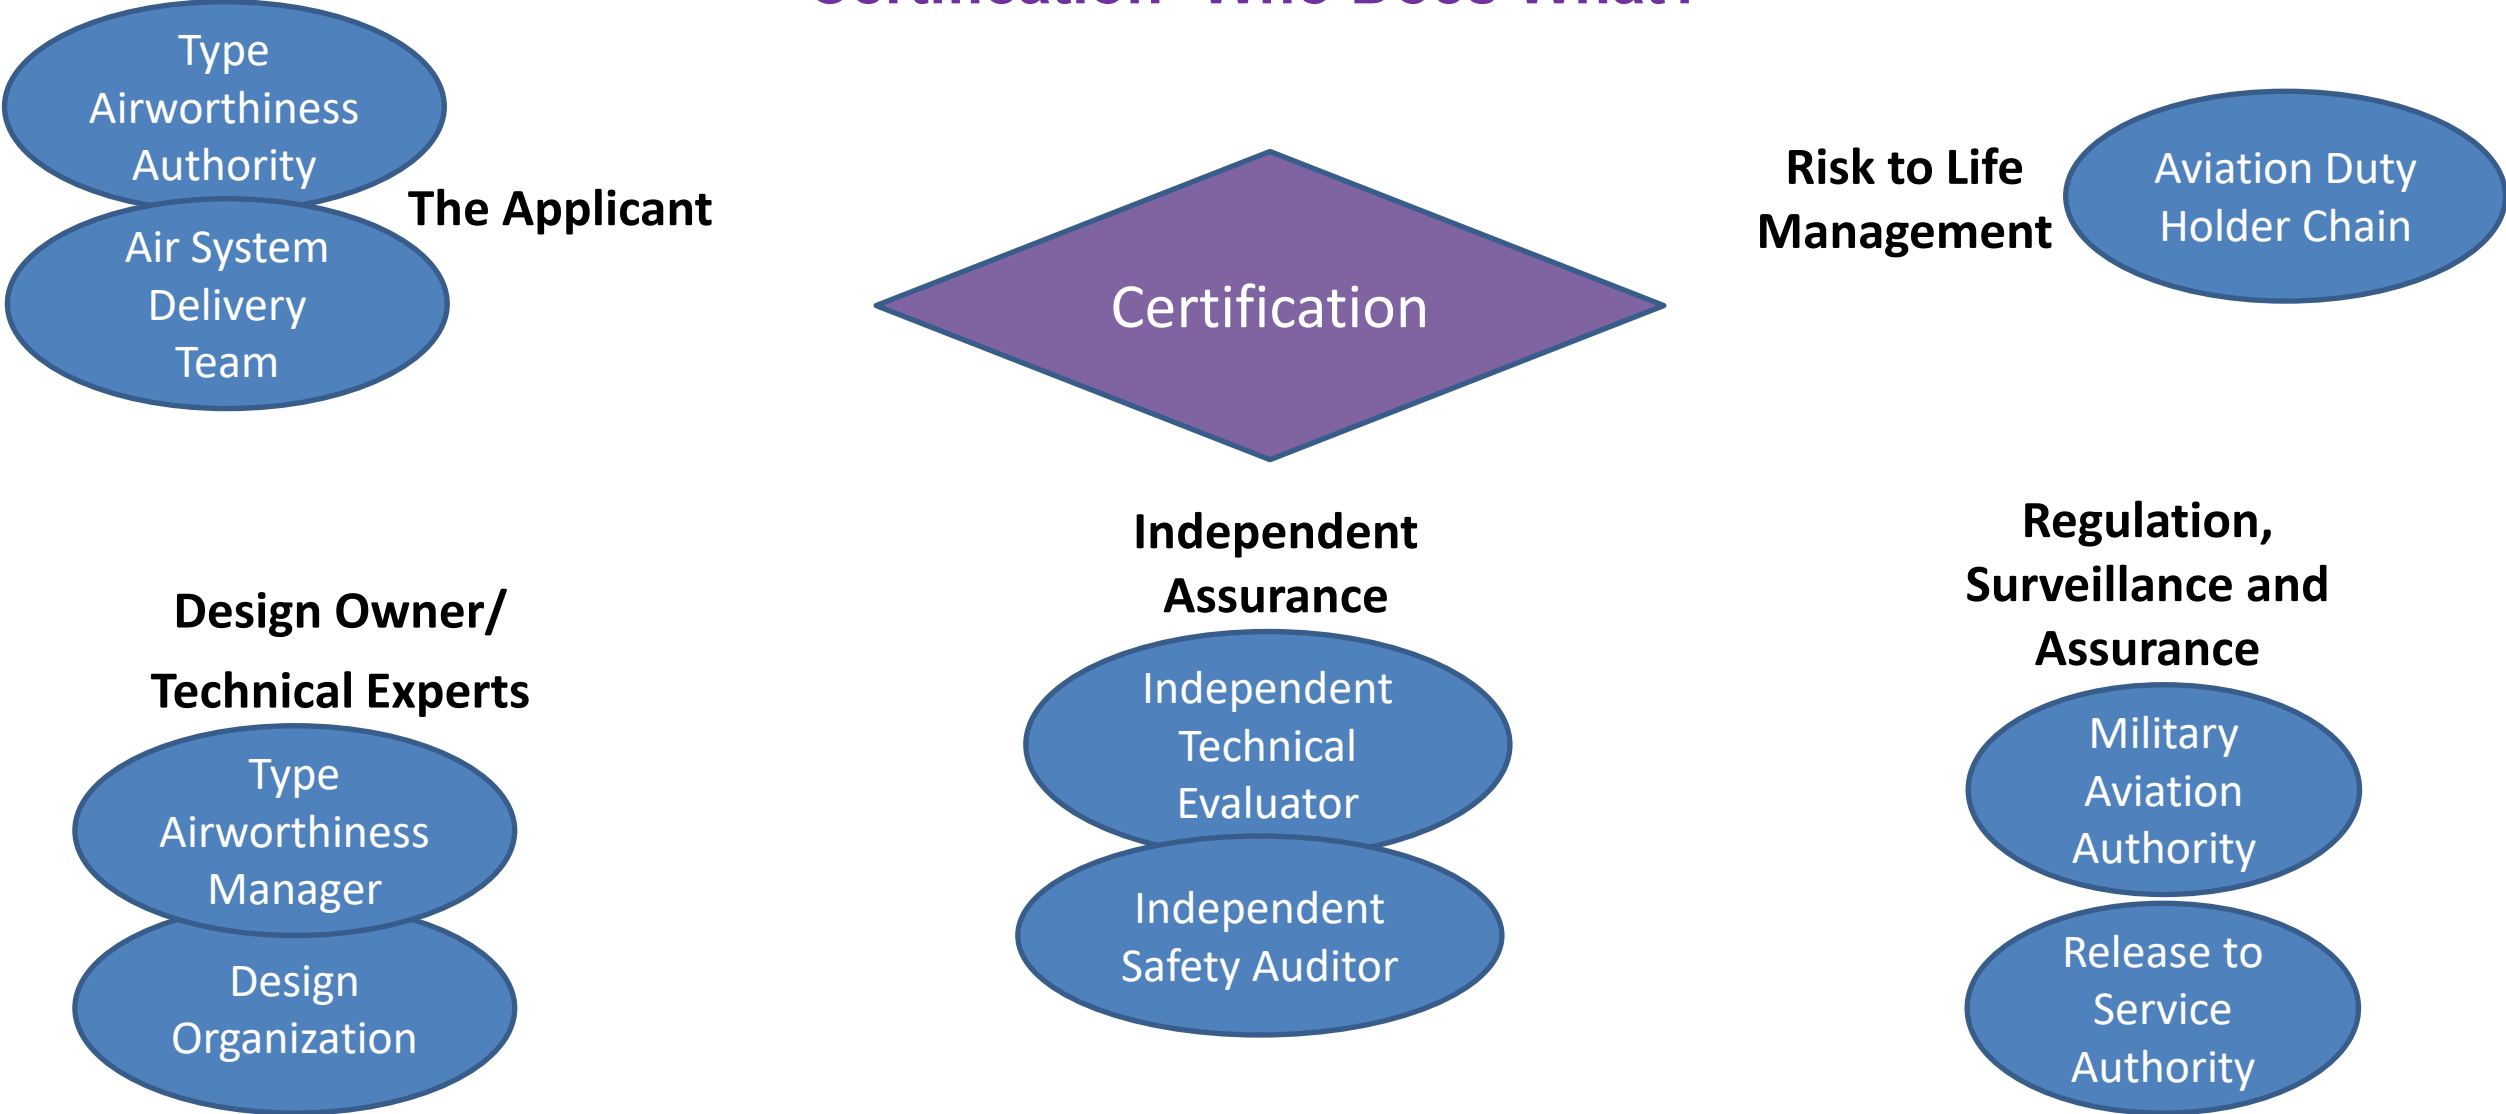 Type
Airworthiness
Authority
The Applicant
Air System
Delivery
Team
Certification
Risk to Life
Management
Aviation Duty
Holder Chain
Design Owner/
Technical Experts
Type
Airworthiness
Manager
Design
Organization
Independent
Assurance
Independent
Technical
Evaluator
Independent
Safety Auditor
Regulation,
Surveillance and
Assurance
Military
Aviation
Authority
Release to
Service
Authority